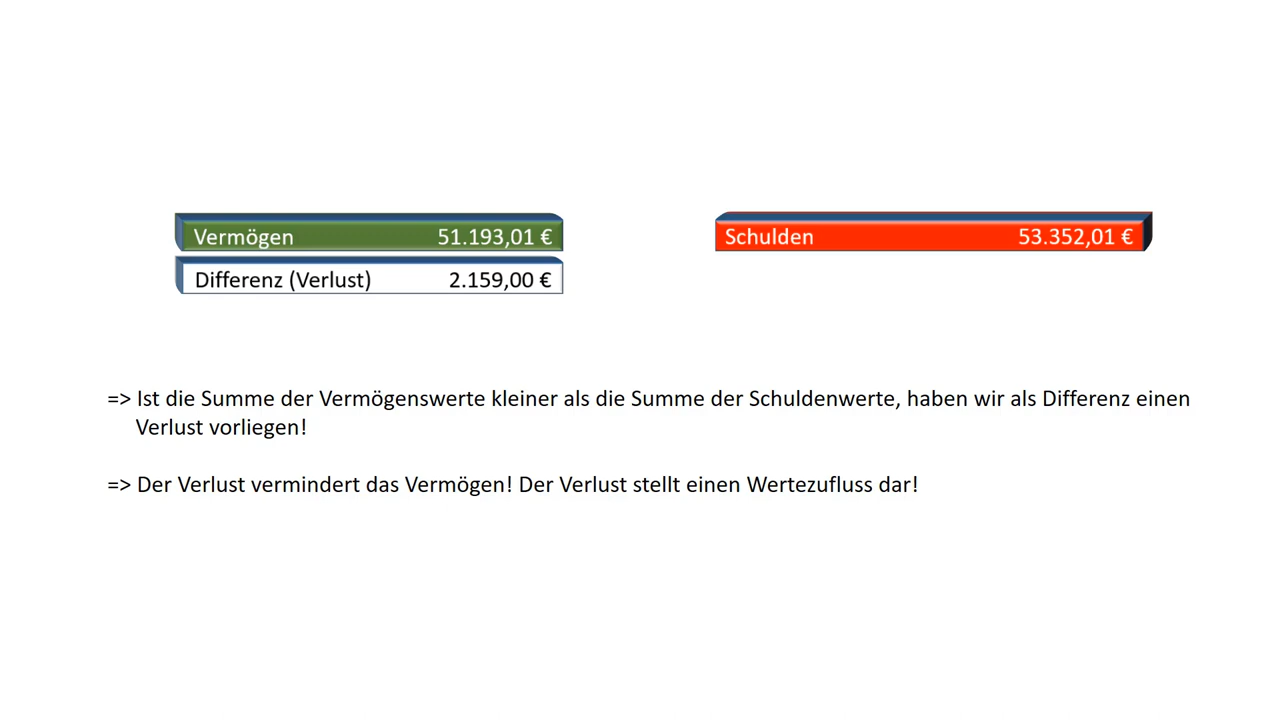 Vermögen 51.193,01 €
Schulden 53.352,01 €
Differenz (Verlust) 2.159,00 €
=> Ist die Summe der Vermögenswerte kleiner als die Summe der Schuldenwerte, haben wir als Differenz einen
Verlust vorliegen!
=> Der Verlust vermindert das Vermögen! Der Verlust stellt einen Wertezufluss dar!